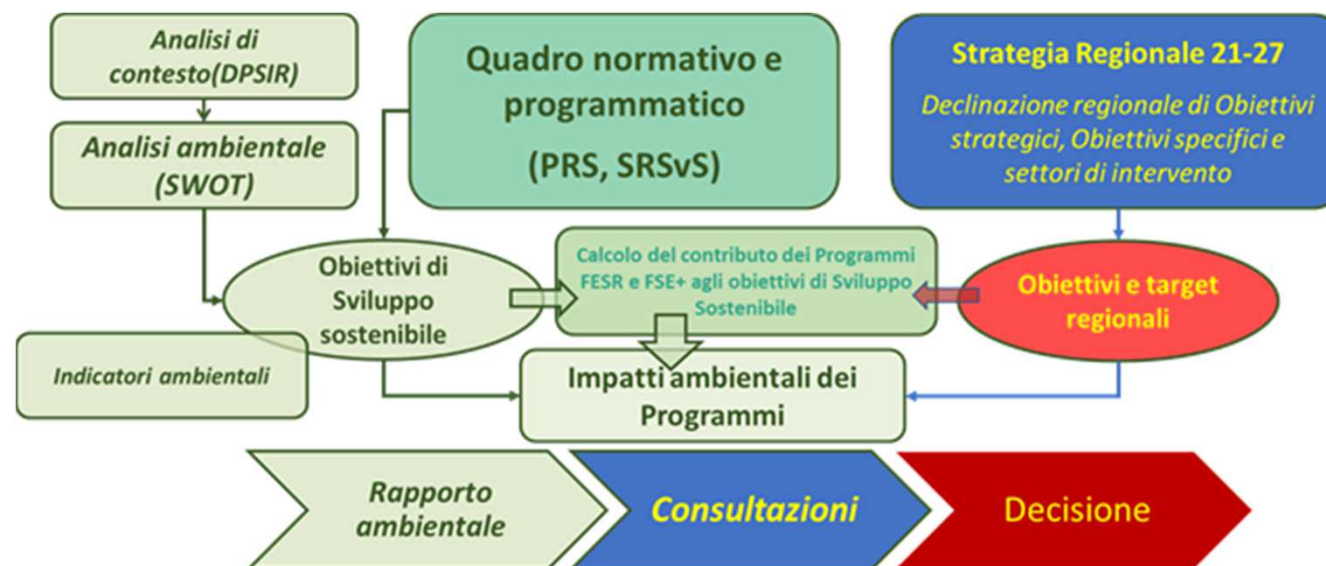 Analisi di
contesto(DPSIR)
Analisi ambientale
(SWOT)
Quadro normativo e
programmatico
(PRS, SRSvS)
Strategia Regionale 21-27
Declinazione regionale di Obiettivi
strategici, Obiettivi specifici e
settori di intervento
Obiettivi di
Sviluppo
sostenibile
Calcolo del contributo dei Programmi
FESR e FSE+ agli obiettivi di Sviluppo
Sostenibile
Obiettivi e target
regionali
Indicatori ambientali
Impatti ambientali dei
Programmi
Rapporto
ambientale
Consultazioni
Decisione